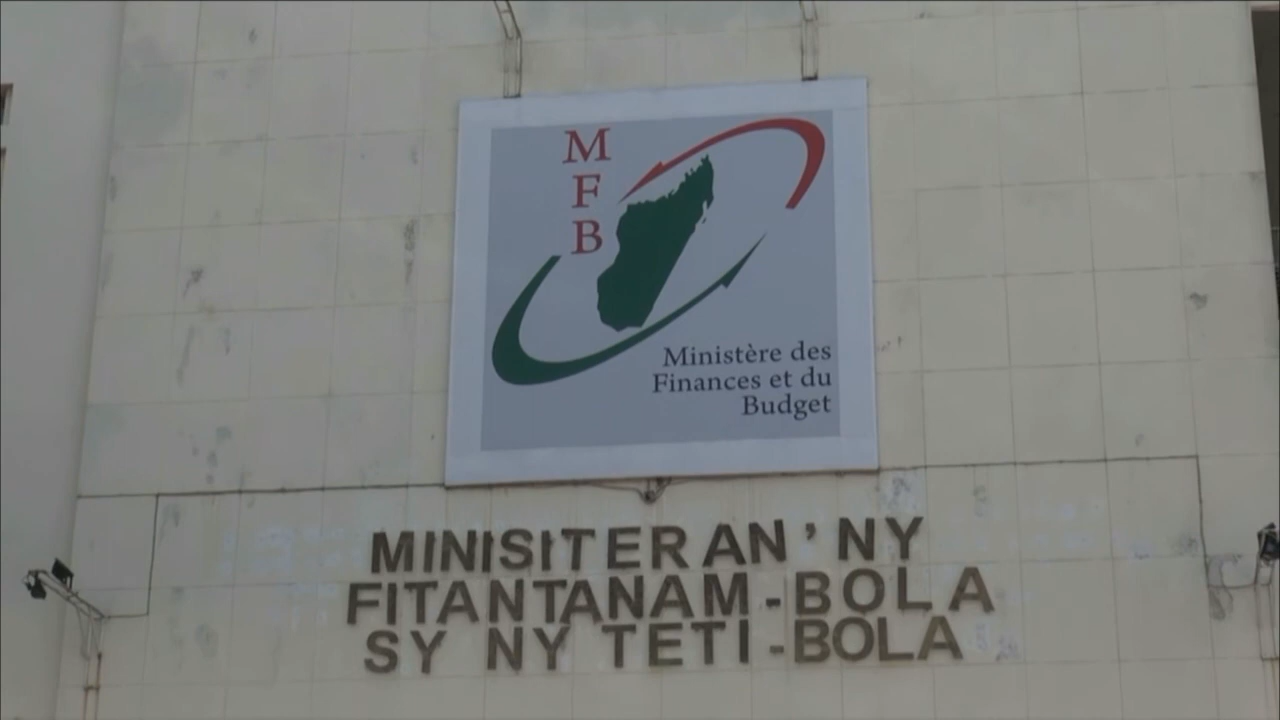 M
F
B
Ministère des
Finances et du
Budget
MINISITERAN'NY
FITANTANAM-BOLA
SY NY TETI-BOLA